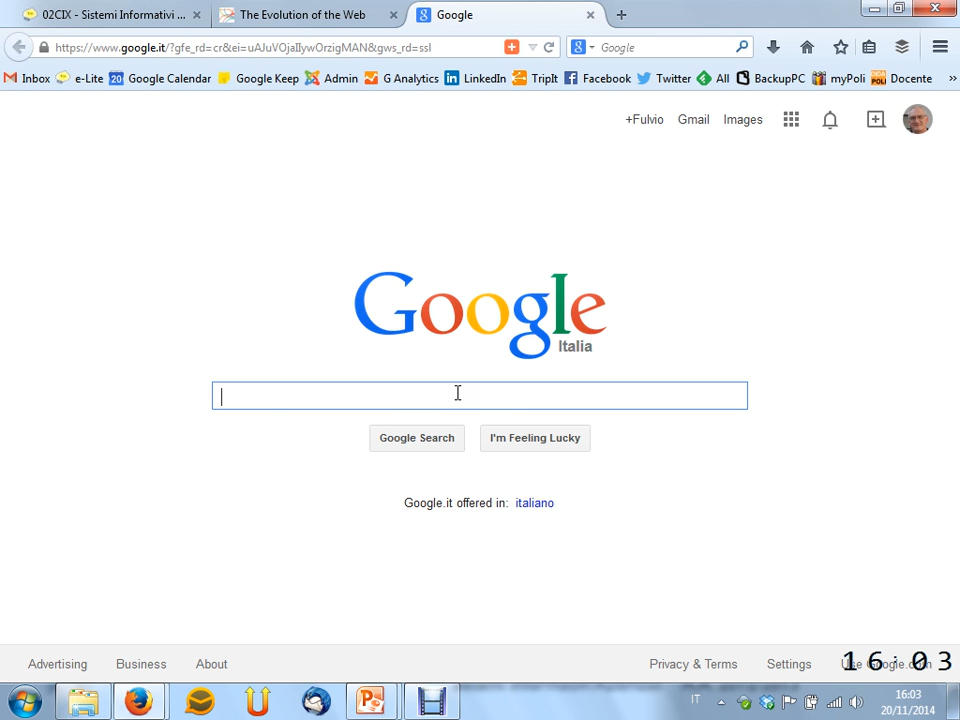 02CIX - Sistemi Informativi ...
The Evolution of the Web
Google
https://www.google.it/?gfe_rd=cr&ei=uAJuVOjaIIywOrzigMAN&gws_rd=ssl
Google
Inbox
e-Lite
20 Google Calendar
Google Keep
Admin
G Analytics
LinkedIn
TripIt
Facebook
Twitter
All
BackupPC
myPoli
Docente
+Fulvio
Gmail
Images
Google
Italia
Google Search
I'm Feeling Lucky
Google.it offered in: italiano
Advertising
Business
About
Privacy & Terms
Settings
Use Google.com
16:03
IT
16:03
20/11/2014